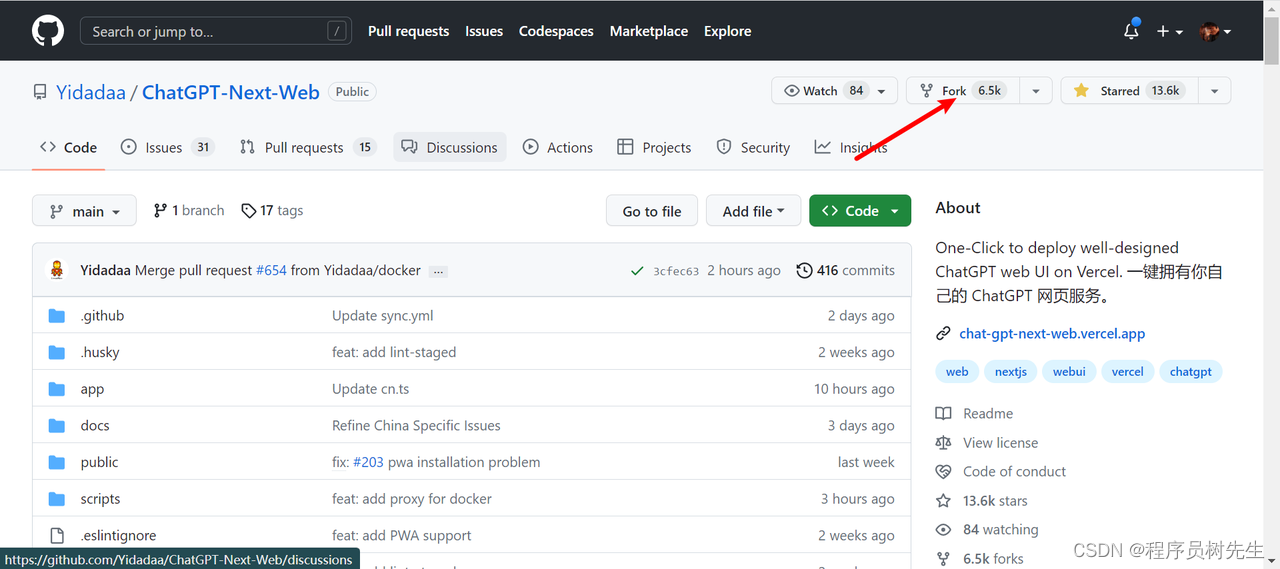 Search or jump to... / Pull requests Issues Codespaces Marketplace Explore
Yidadaa / ChatGPT-Next-Web Public Watch 84 Fork 6.5k Starred 13.6k
Code Issues 31 Pull requests 15 Discussions Actions Projects Security Insights
main 1 branch 17 tags Go to file Add file Code
About
One-Click to deploy well-designed
ChatGPT web UI on Vercel. 一键拥有你自
己的 ChatGPT 网页服务。
chat-gpt-next-web.vercel.app
web nextjs webui vercel chatgpt
Readme
View license
Code of conduct
13.6k stars
84 watching
6.5k forks
Yidadaa Merge pull request #654 from Yidadaa/docker ... 3cfec63 2 hours ago 416 commits
.github Update sync.yml 2 days ago
.husky feat: add lint-staged 2 weeks ago
app Update cn.ts 10 hours ago
docs Refine China Specific Issues 3 days ago
public fix: #203 pwa installation problem last week
scripts feat: add proxy for docker 3 hours ago
.eslintignore feat: add PWA support 2 weeks ago
https://github.com/Yidadaa/ChatGPT-Next-Web/discussions
CSDN @程序员树先生